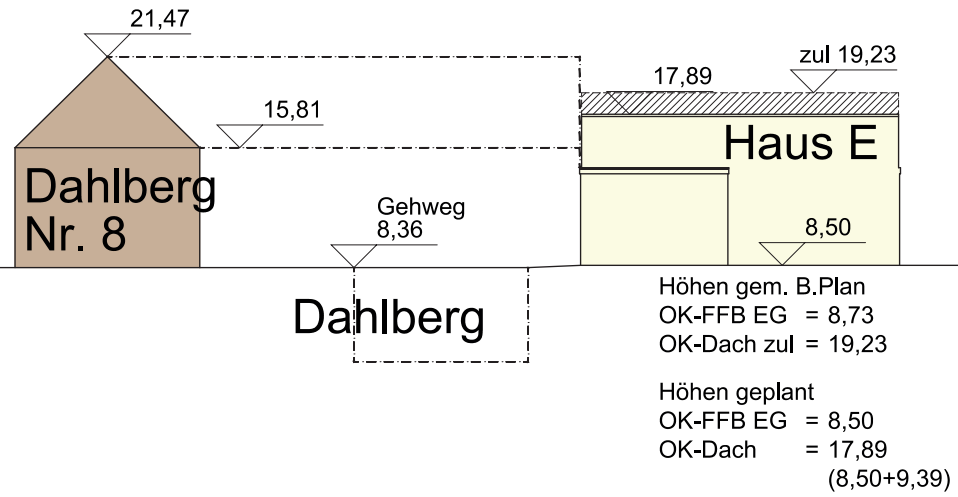 21,47
zul 19,23
17,89
15,81
Haus E
Dahlberg
Nr. 8
Gehweg
8,36
8,50
Dahlberg
Höhen gem. B.Plan
OK-FFB EG = 8,73
OK-Dach zul = 19,23
Höhen geplant
OK-FFB EG = 8,50
OK-Dach = 17,89
(8,50+9,39)